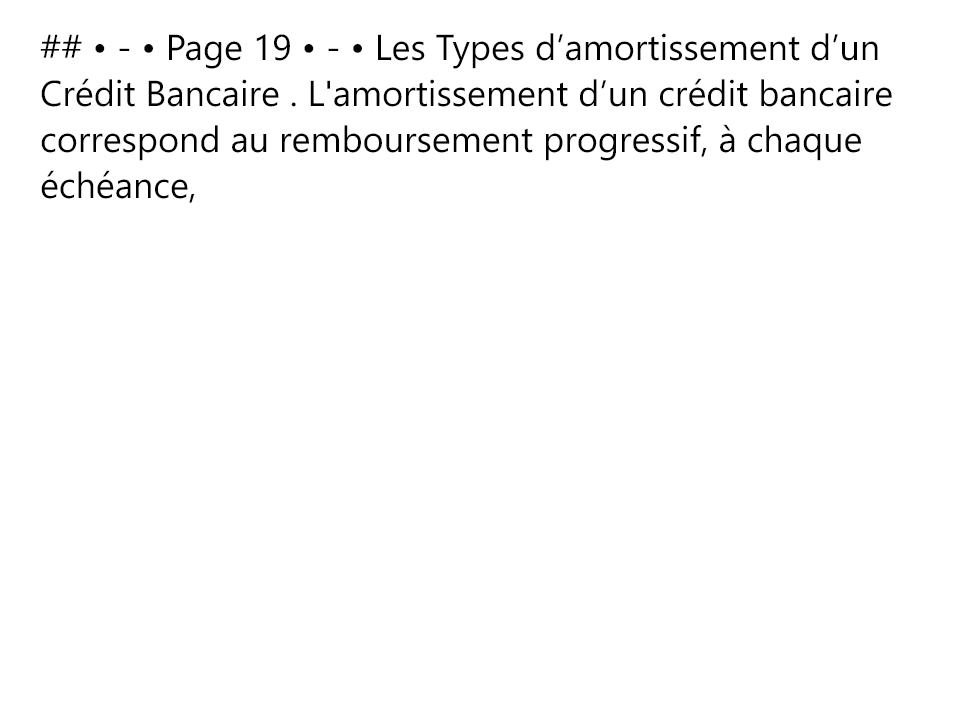 ## • - • Page 19 • - • Les Types d’amortissement d’un
Crédit Bancaire . L'amortissement d’un crédit bancaire
correspond au remboursement progressif, à chaque
échéance,